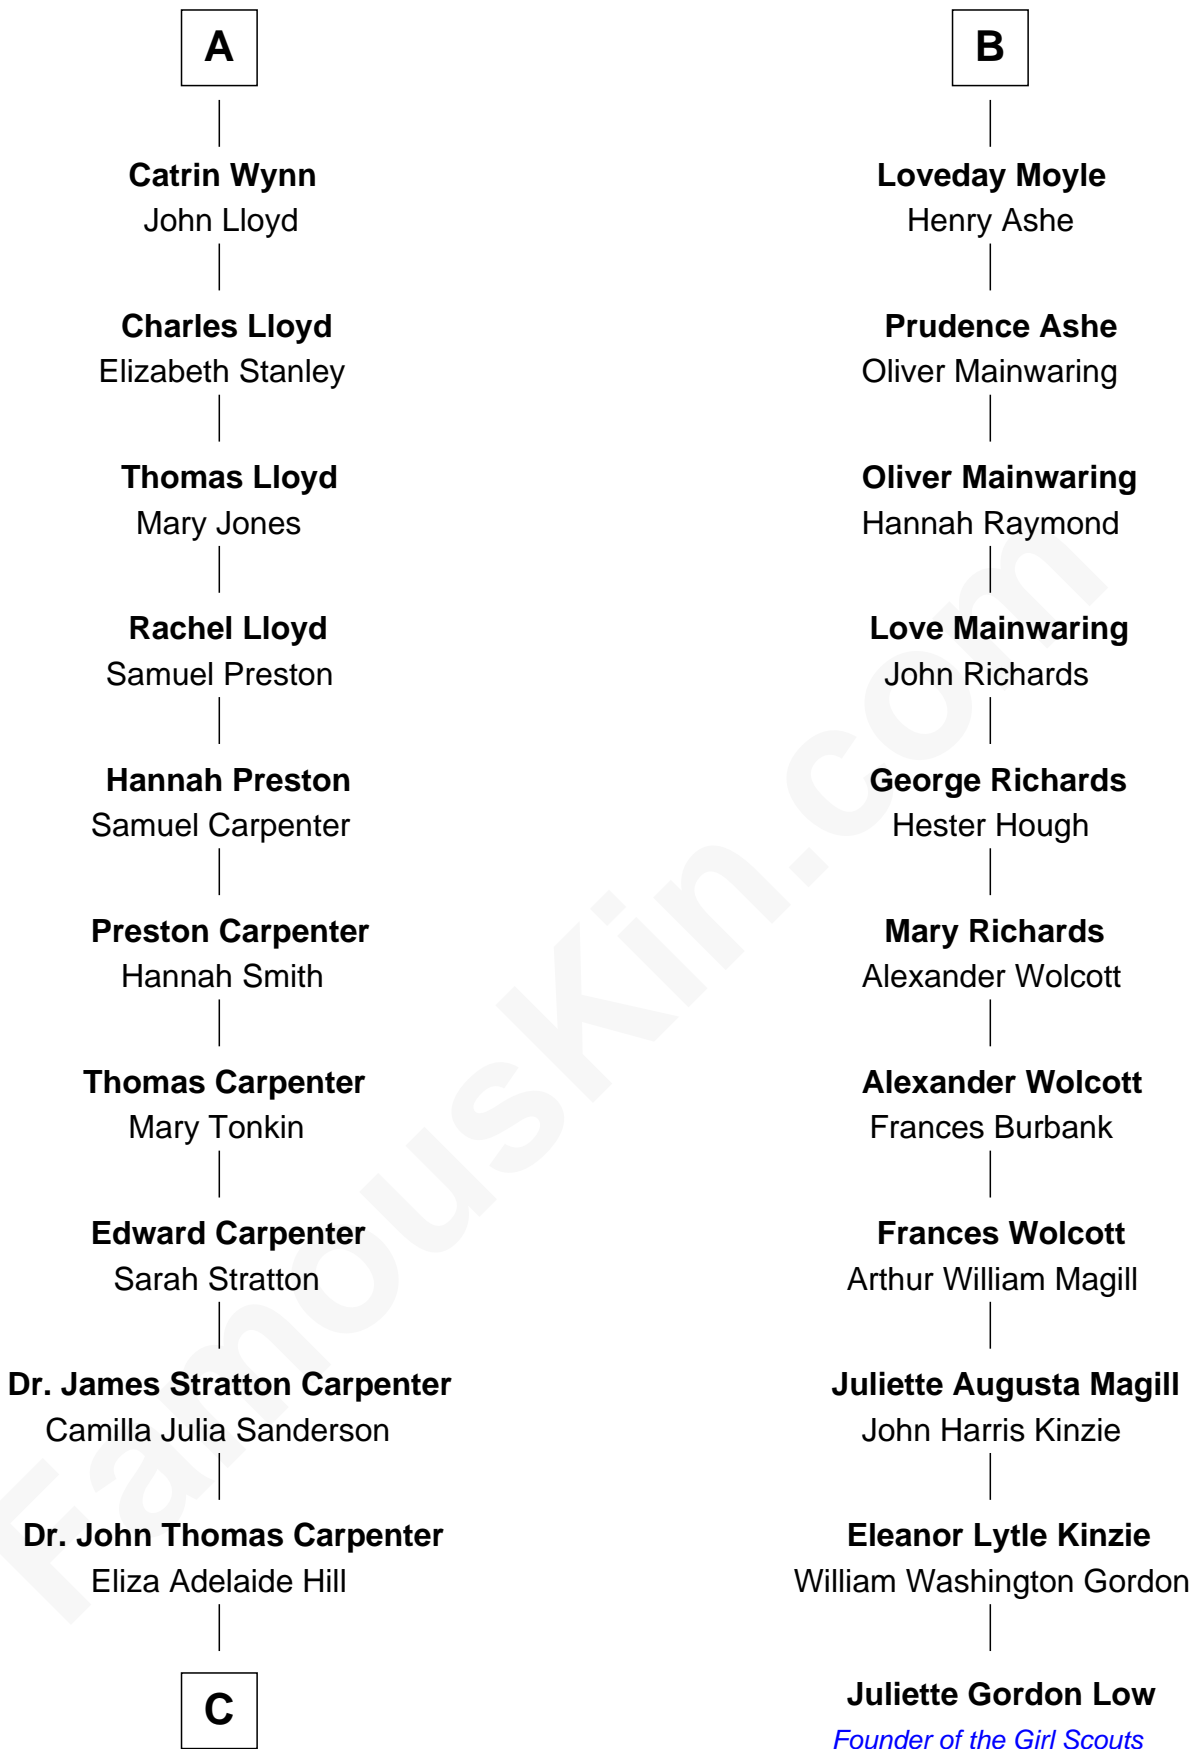 A
Catrin Wynn
John Lloyd
Charles Lloyd
Elizabeth Stanley
Thomas Lloyd
Mary Jones
Rachel Lloyd
Samuel Preston
Hannah Preston
Samuel Carpenter
Preston Carpenter
Hannah Smith
Thomas Carpenter
Mary Tonkin
Edward Carpenter
Sarah Stratton
Dr. James Stratton Carpenter
Camilla Julia Sanderson
Dr. John Thomas Carpenter
Eliza Adelaide Hill
C
B
Loveday Moyle
Henry Ashe
Prudence Ashe
Oliver Mainwaring
Oliver Mainwaring
Hannah Raymond
Love Mainwaring
John Richards
George Richards
Hester Hough
Mary Richards
Alexander Wolcott
Alexander Wolcott
Frances Burbank
Frances Wolcott
Arthur William Magill
Juliette Augusta Magill
John Harris Kinzie
Eleanor Lytle Kinzie
William Washington Gordon
Juliette Gordon Low
Founder of the Girl Scouts
FamousKin.com